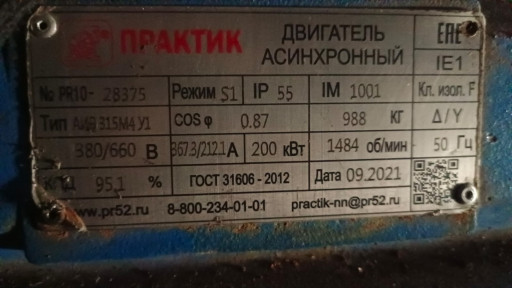 ПРАКТИК ДВИГАТЕЛЬ АСИНХРОННЫЙ EAC
IE1
№ PR10- 28375 Режим S1 IP 55 IM 1001 Кл. изол. F
Тип АИР 315М4 У1 COS φ 0.87 988 кг Δ/Y
380/660 В 367.3/212.1 А 200 кВт 1484 об/мин 50 Гц
КПД 95,1 % ГОСТ 31606 - 2012 Дата 09.2021
www.pr52.ru 8-800-234-01-01 practik-nn@pr52.ru